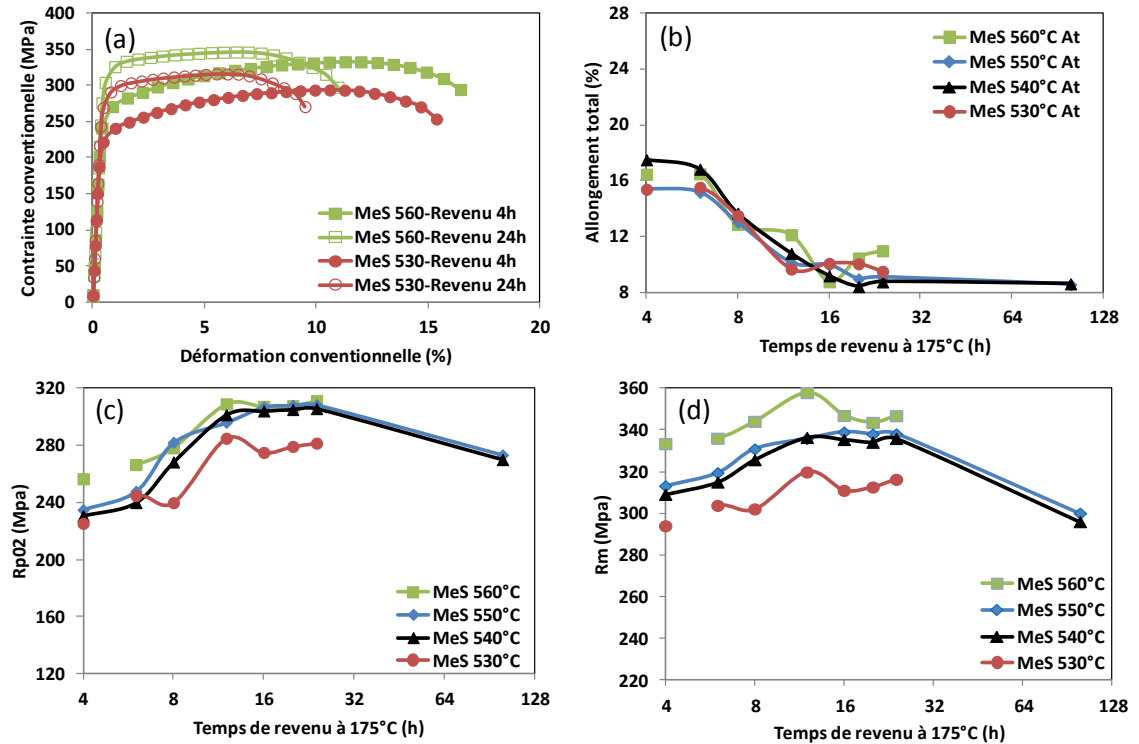 (a)
Contrainte conventionnelle (MPa)
400
350
300
250
200
150
100
50
0
0
5
10
15
20
Déformation conventionnelle (%)
MeS 560-Revenu 4h
MeS 560-Revenu 24h
MeS 530-Revenu 4h
MeS 530-Revenu 24h
(b)
Allongement total (%)
28
24
20
16
12
8
4
8
16
32
64
128
Temps de revenu à 175°C (h)
MeS 560°C At
MeS 550°C At
MeS 540°C At
MeS 530°C At
(c)
Rp02 (Mpa)
320
280
240
200
160
120
4
8
16
32
64
128
Temps de revenu à 175°C (h)
MeS 560°C
MeS 550°C
MeS 540°C
MeS 530°C
(d)
Rm (Mpa)
360
340
320
300
280
260
240
220
4
8
16
32
64
128
Temps de revenu à 175°C (h)
MeS 560°C
MeS 550°C
MeS 540°C
MeS 530°C